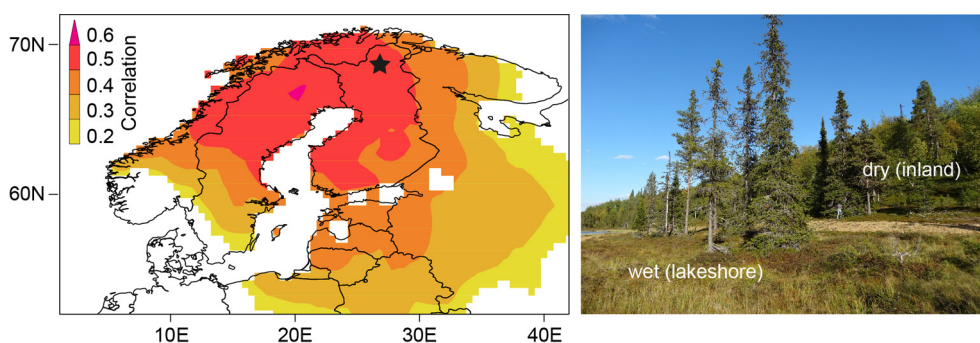 70N
60N
0.6
0.5
0.4
0.3
0.2
Correlation
10E 20E 30E 40E
dry (inland)
wet (lakeshore)